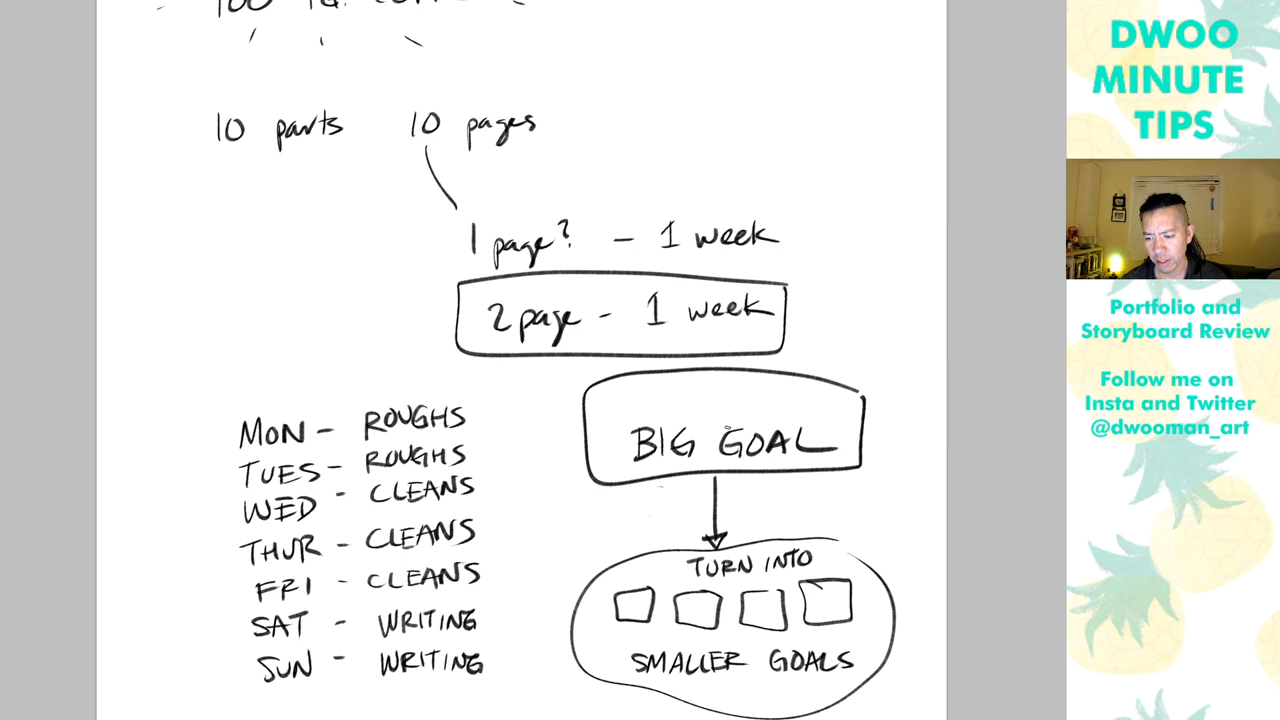 100
10 parts 10 pages
1 page? - 1 week
2 page - 1 week
MON - ROUGHS
TUES - ROUGHS
WED - CLEANS
THUR - CLEANS
FRI - CLEANS
SAT - WRITING
SUN - WRITING
BIG GOAL
TURN INTO
SMALLER GOALS
DWOO
MINUTE
TIPS
Portfolio and
Storyboard Review
Follow me on
Insta and Twitter
@dwooman_art